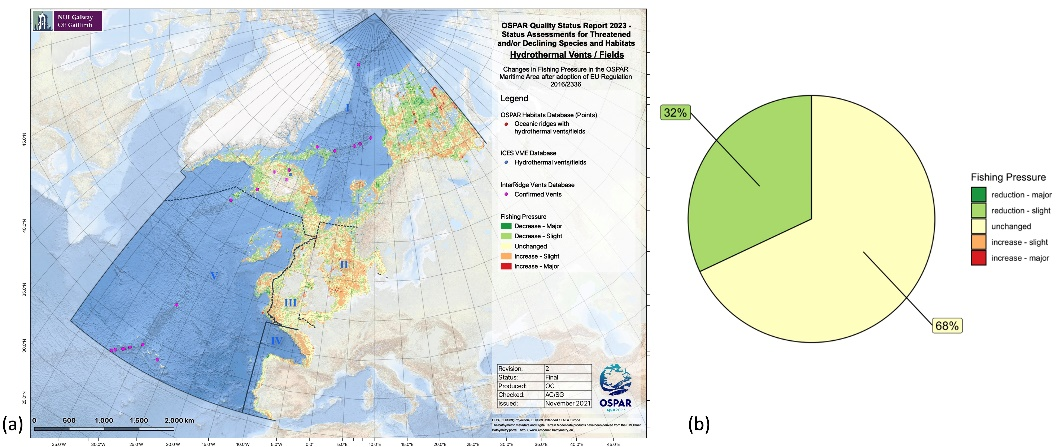 NUI Galway
OÉ Gaillimh
OSPAR Quality Status Report 2023 -
Status Assessments for Threatened
and/or Declining Species and Habitats
Hydrothermal Vents / Fields
Changes in Fishing Pressure in the OSPAR
Maritime Area after adoption of EU Regulation
2016/2336
Legend
OSPAR Habitats Database (Points)
Oceanic ridges with
hydrothermal vents/fields
ICES VME Database
Hydrothermal vents/fields
InterRidge Vents Database
Confirmed Vents
Fishing Pressure
Decrease - Major
Decrease - Slight
Unchanged
Increase - Slight
Increase - Major
I
II
III
IV
V
Revision: 2
Status: Final
Produced: OC
Checked: AC/SG
Issued: November 2021
OSPAR
0 500 1,000 1,500 2,000 km
(a)
32%
68%
Fishing Pressure
reduction - major
reduction - slight
unchanged
increase - slight
increase - major
(b)